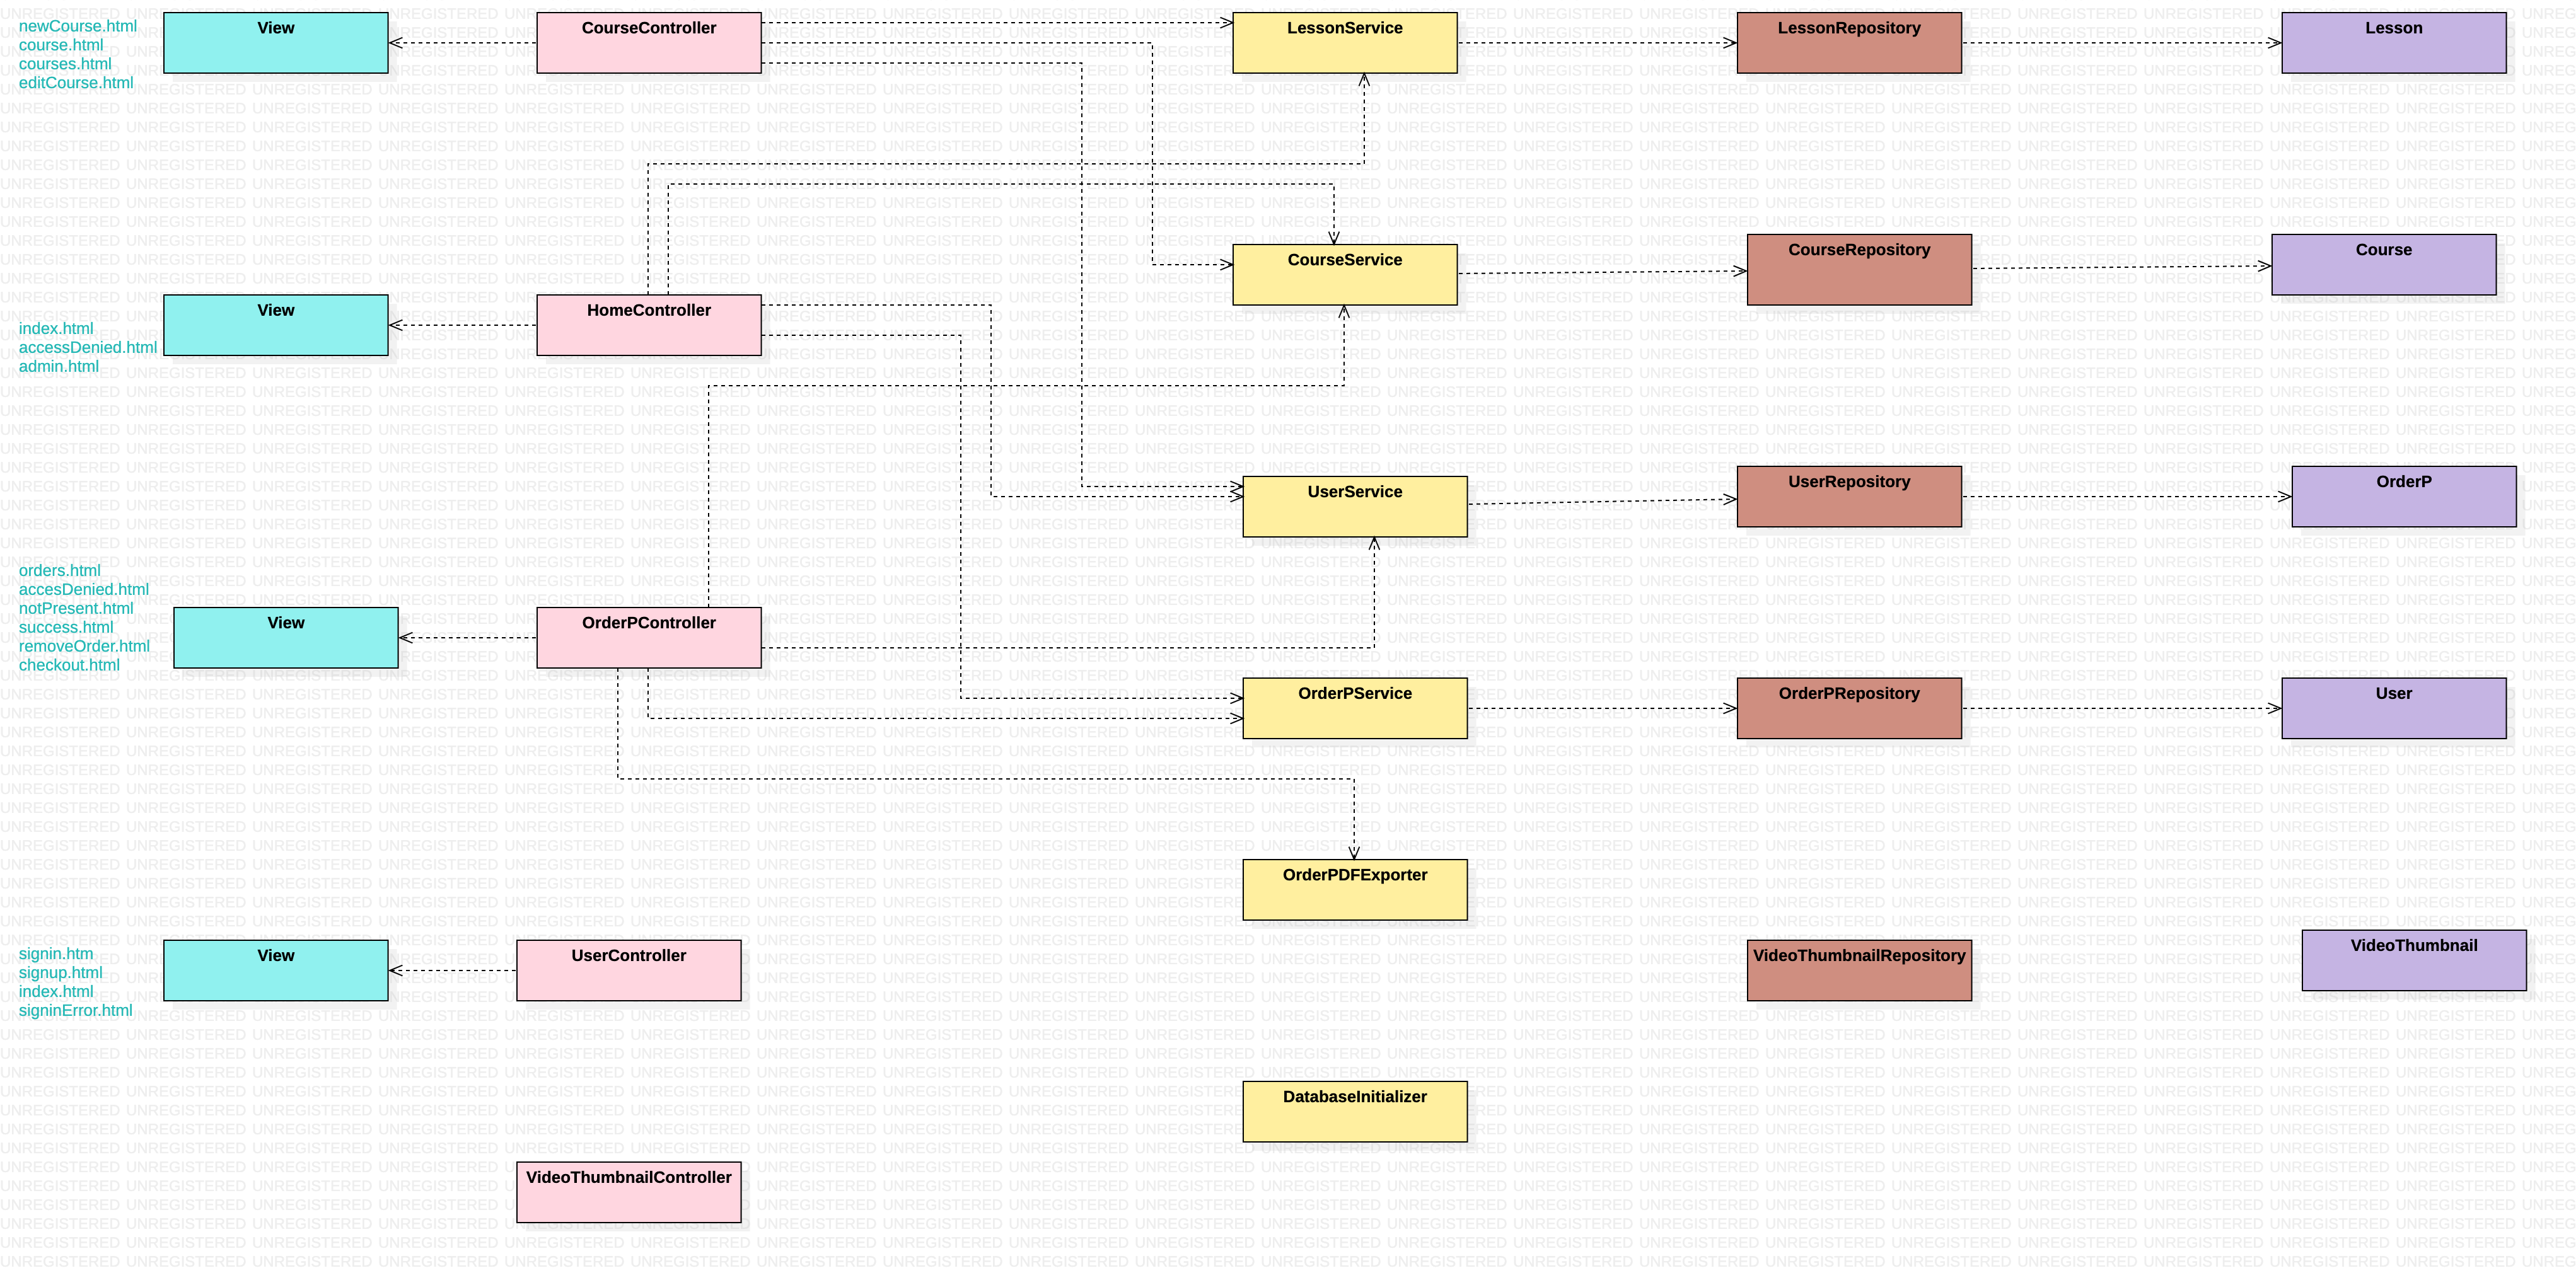 newCourse.html
course.html
courses.html
editCourse.html
View
CourseController
LessonService
LessonRepository
Lesson
CourseService
CourseRepository
Course
index.html
accessDenied.html
admin.html
View
HomeController
UserService
UserRepository
OrderP
orders.html
accesDenied.html
notPresent.html
success.html
removeOrder.html
checkout.html
View
OrderPController
OrderPService
OrderPRepository
User
OrderPDFExporter
signin.htm
signup.html
index.html
signinError.html
View
UserController
VideoThumbnailRepository
VideoThumbnail
DatabaseInitializer
VideoThumbnailController
UNREGISTERED